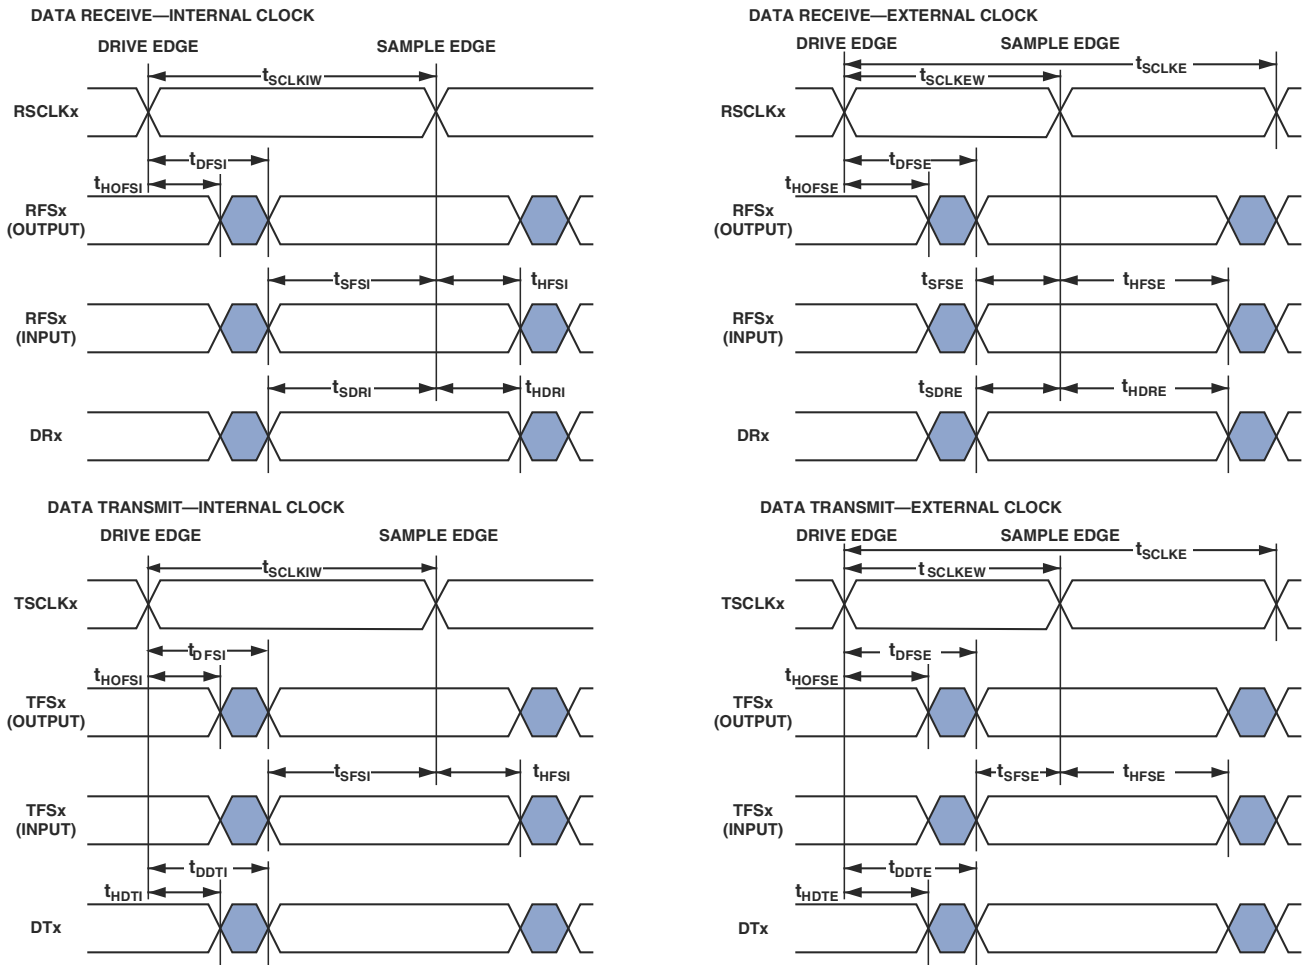 DATA RECEIVE—INTERNAL CLOCK
DRIVE EDGE SAMPLE EDGE
tSCLKIW
RSCLKx
tDFSI
tHOFSI
RFSx
(OUTPUT)
tSFSI tHFSI
RFSx
(INPUT)
tSDRI tHDRI
DRx
DATA RECEIVE—EXTERNAL CLOCK
DRIVE EDGE SAMPLE EDGE
tSCLKE
tSCLKEW
RSCLKx
tDFSE
tHOFSE
RFSx
(OUTPUT)
tSFSE tHFSE
RFSx
(INPUT)
tSDRE tHDRE
DRx
DATA TRANSMIT—INTERNAL CLOCK
DRIVE EDGE SAMPLE EDGE
tSCLKIW
TSCLKx
tDFSI
tHOFSI
TFSx
(OUTPUT)
tSFSI tHFSI
TFSx
(INPUT)
tDDTI
tHDTI
DTx
DATA TRANSMIT—EXTERNAL CLOCK
DRIVE EDGE SAMPLE EDGE
tSCLKE
tSCLKEW
TSCLKx
tDFSE
tHOFSE
TFSx
(OUTPUT)
tSFSE tHFSE
TFSx
(INPUT)
tDDTE
tHDTE
DTx